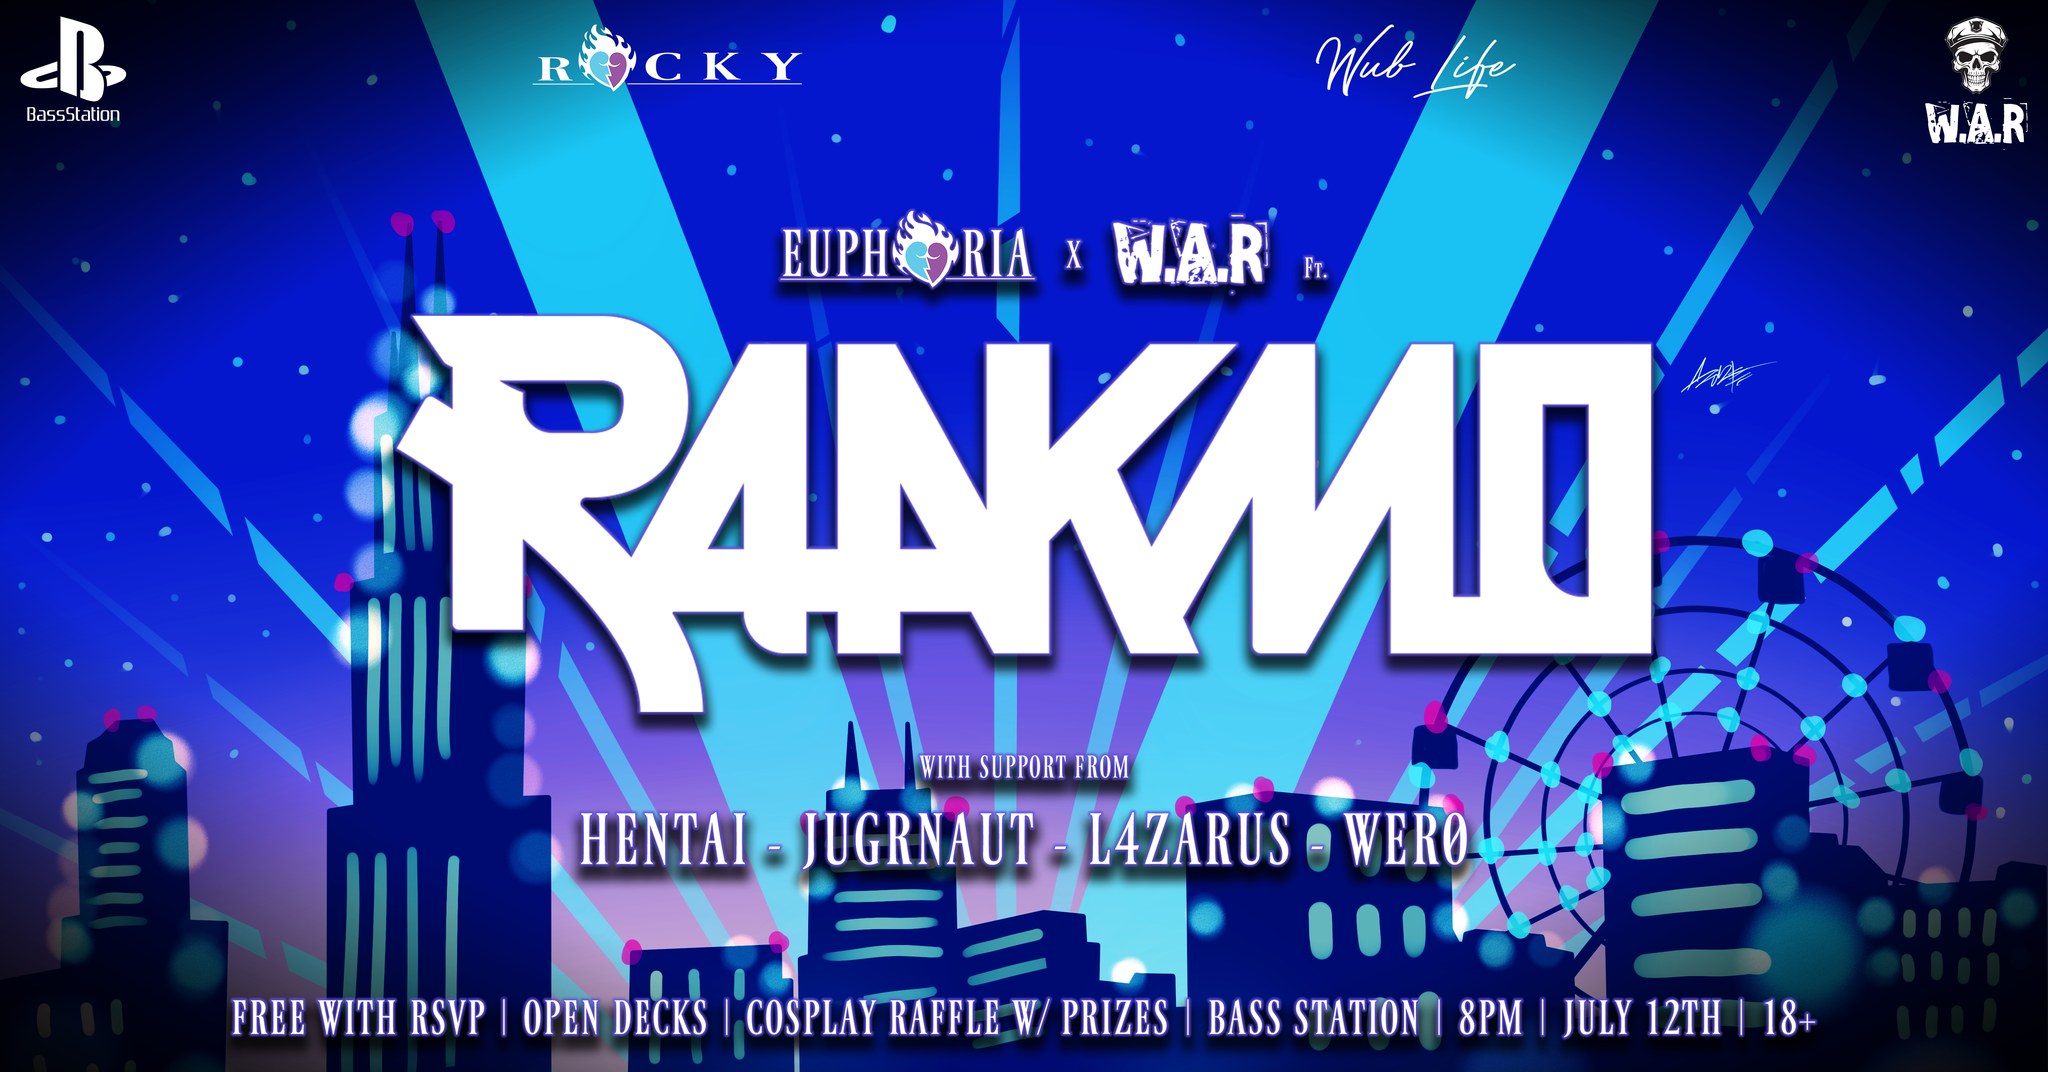 BassStation
ROCKY
Wub Life
W.A.R
EUPHORIA X W.A.R FT.
RANKMO
WITH SUPPORT FROM
HENTAI - JUGRNAUT - L4ZARUS - WERØ
FREE WITH RSVP | OPEN DECKS | COSPLAY RAFFLE W/ PRIZES | BASS STATION | 8PM | JULY 12TH | 18+